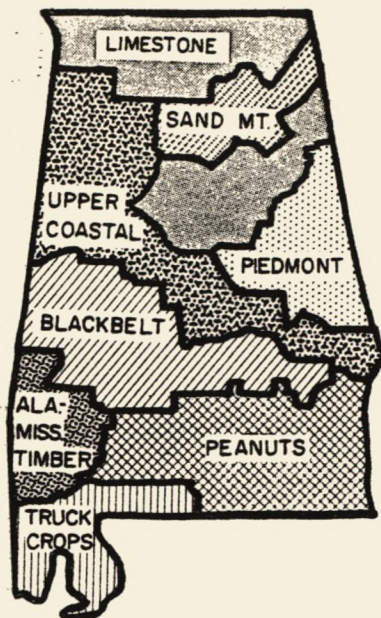 LIMESTONE
SAND MT.
UPPER
COASTAL
PIEDMONT
BLACKBELT
ALA.-
MISS.
TIMBER
PEANUTS
TRUCK
CROPS